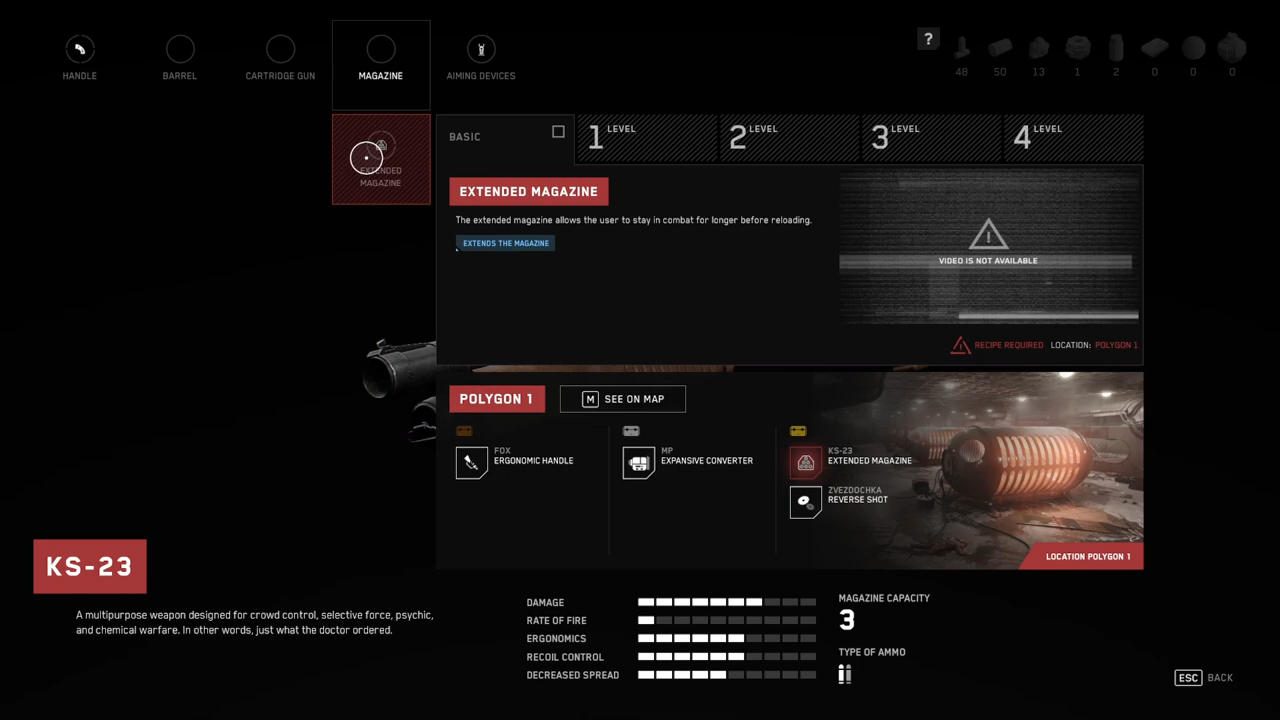 HANDLE
BARREL
CARTRIDGE GUN
MAGAZINE
AIMING DEVICES
?
48 50 13 1 2 0 0 0
EXTENDED
MAGAZINE
BASIC
1 LEVEL
2 LEVEL
3 LEVEL
4 LEVEL
EXTENDED MAGAZINE
The extended magazine allows the user to stay in combat for longer before reloading.
EXTENDS THE MAGAZINE
VIDEO IS NOT AVAILABLE
RECIPE REQUIRED LOCATION: POLYGON 1
POLYGON 1
M SEE ON MAP
FOX
ERGONOMIC HANDLE
MP
EXPANSIVE CONVERTER
KS-23
EXTENDED MAGAZINE
ZVEZDOCHKA
REVERSE SHOT
LOCATION POLYGON 1
KS-23
A multipurpose weapon designed for crowd control, selective force, psychic,
and chemical warfare. In other words, just what the doctor ordered.
DAMAGE
RATE OF FIRE
ERGONOMICS
RECOIL CONTROL
DECREASED SPREAD
MAGAZINE CAPACITY
3
TYPE OF AMMO
ESC BACK